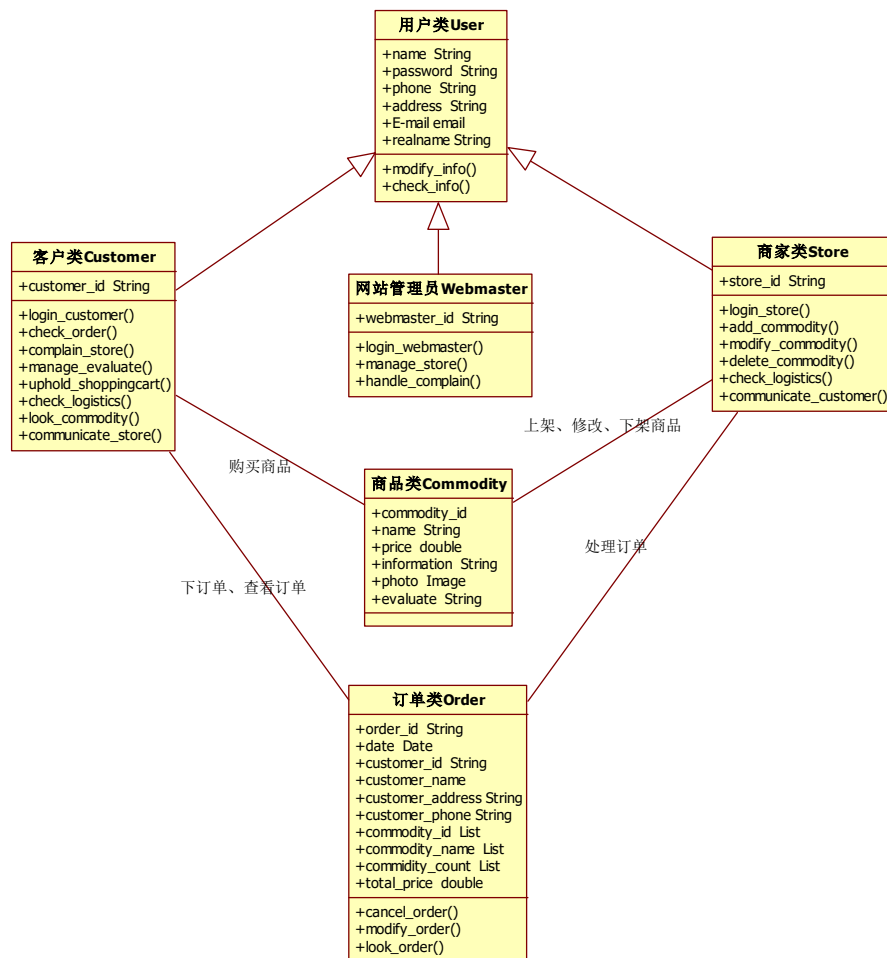 用户类User
+name String
+password String
+phone String
+address String
+E-mail email
+realname String
+modify_info()
+check_info()
客户类Customer
+customer_id String
+login_customer()
+check_order()
+complain_store()
+manage_evaluate()
+uphold_shoppingcart()
+check_logistics()
+look_commodity()
+communicate_store()
网站管理员Webmaster
+webmaster_id String
+login_webmaster()
+manage_store()
+handle_complain()
商家类Store
+store_id String
+login_store()
+add_commodity()
+modify_commodity()
+delete_commodity()
+check_logistics()
+communicate_customer()
购买商品
上架、修改、下架商品
商品类Commodity
+commodity_id
+name String
+price double
+information String
+photo Image
+evaluate String
下订单、查看订单
处理订单
订单类Order
+order_id String
+date Date
+customer_id String
+customer_name
+customer_address String
+customer_phone String
+commodity_id List
+commodity_name List
+commidity_count List
+total_price double
+cancel_order()
+modify_order()
+look_order()